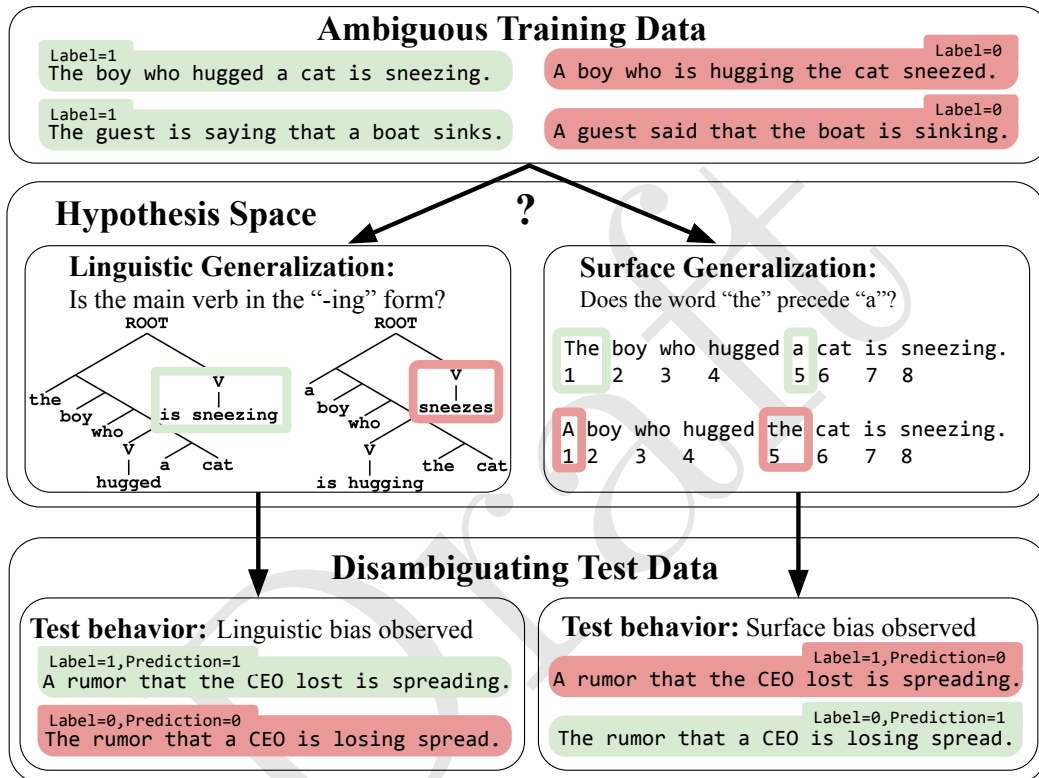 Ambiguous Training Data
Label=1
The boy who hugged a cat is sneezing.
Label=0
A boy who is hugging the cat sneezed.
Label=1
The guest is saying that a boat sinks.
Label=0
A guest said that the boat is sinking.
Hypothesis Space
?
Linguistic Generalization:
Is the main verb in the “-ing” form?
ROOT
V
the
boy
who
is sneezing
V
a
cat
hugged
ROOT
V
a
boy
who
sneezes
V
the
cat
is hugging
Surface Generalization:
Does the word “the” precede “a”?
The boy who hugged a cat is sneezing.
1 2 3 4 5 6 7 8
A boy who hugged the cat is sneezing.
1 2 3 4 5 6 7 8
Disambiguating Test Data
Test behavior: Linguistic bias observed
Label=1,Prediction=1
A rumor that the CEO lost is spreading.
Label=0,Prediction=0
The rumor that a CEO is losing spread.
Test behavior: Surface bias observed
Label=1,Prediction=0
A rumor that the CEO lost is spreading.
Label=0,Prediction=1
The rumor that a CEO is losing spread.
Draft